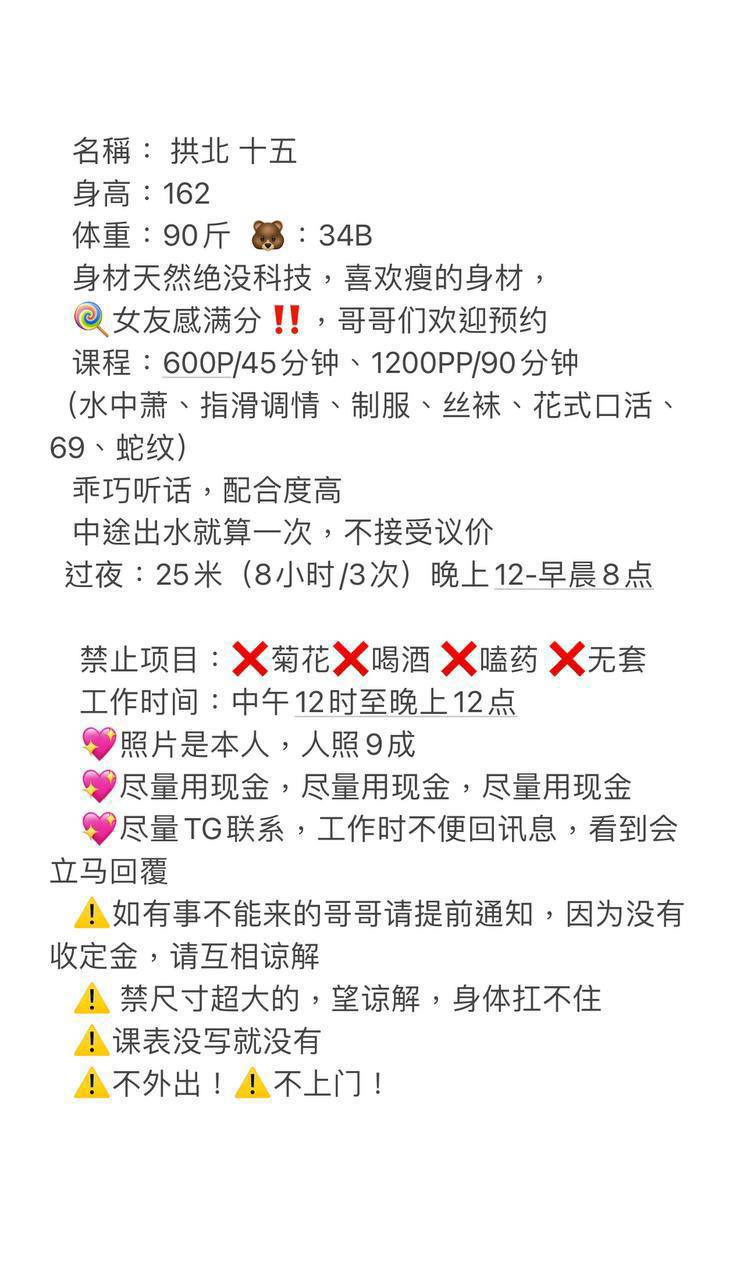 名稱： 拱北 十五
身高：162
体重：90斤 🐻：34B
身材天然绝没科技，喜欢瘦的身材，
🍭女友感满分‼️，哥哥们欢迎预约
课程：600P/45分钟、1200PP/90分钟
（水中萧、指滑调情、制服、丝袜、花式口活、
69、蛇纹）
乖巧听话，配合度高
中途出水就算一次，不接受议价
过夜：25米（8小时/3次）晚上12-早晨8点
禁止项目：❌菊花❌喝酒 ❌嗑药 ❌无套
工作时间：中午12时至晚上12点
💖照片是本人，人照9成
💖尽量用现金，尽量用现金，尽量用现金
💖尽量TG联系，工作时不便回讯息，看到会
立马回覆
⚠️如有事不能来的哥哥请提前通知，因为没有
收定金，请互相谅解
⚠️ 禁尺寸超大的，望谅解，身体扛不住
⚠️课表没写就没有
⚠️不外出！⚠️不上门！